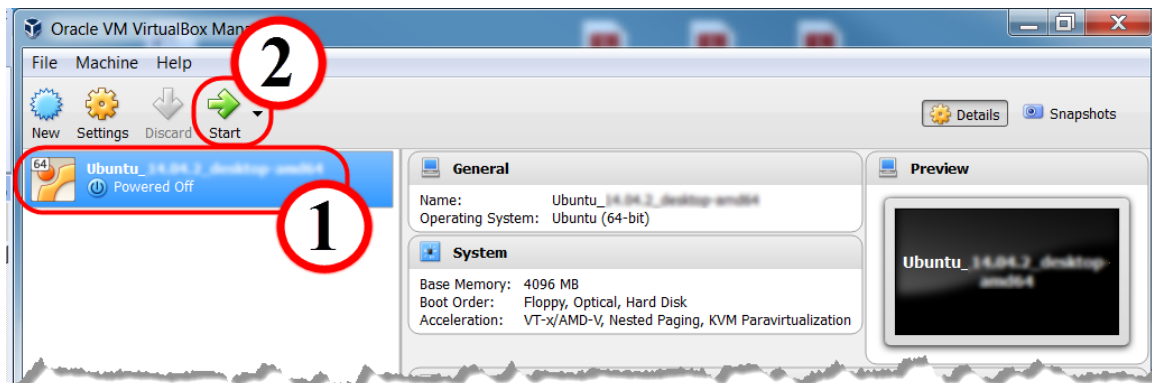 Oracle VM VirtualBox Man
File Machine Help
2
New Settings Discard Start
Details Snapshots
64
Ubuntu_
Powered Off
1
General
Name: Ubuntu_
Operating System: Ubuntu (64-bit)
System
Base Memory: 4096 MB
Boot Order: Floppy, Optical, Hard Disk
Acceleration: VT-x/AMD-V, Nested Paging, KVM Paravirtualization
Preview
Ubuntu_